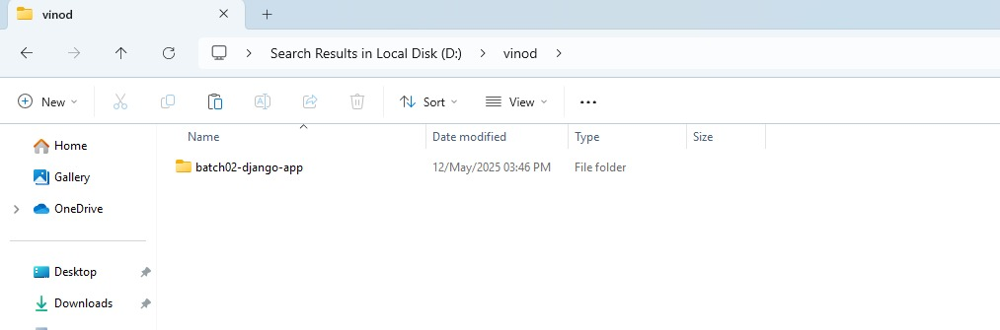 vinod
Search Results in Local Disk (D:) vinod
New Sort View
Name Date modified Type Size
Home
batch02-django-app 12/May/2025 03:46 PM File folder
Gallery
OneDrive
Desktop
Downloads